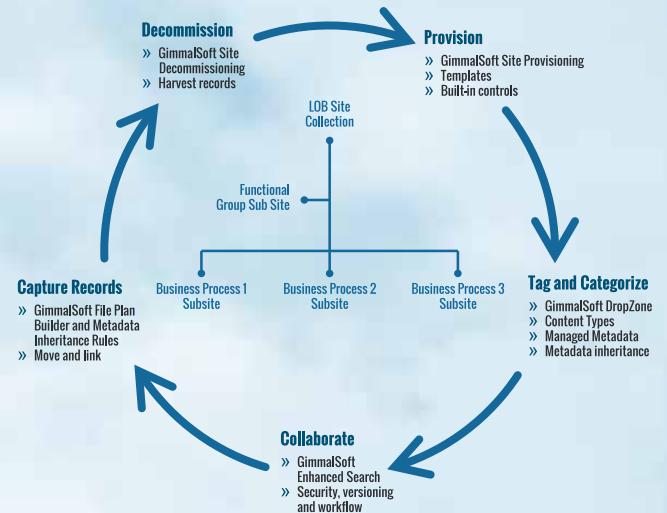 Decommission
» GimmalSoft Site
Decommissioning
» Harvest records
Provision
» GimmalSoft Site Provisioning
» Templates
» Built-in controls
LOB Site
Collection
Functional
Group Sub Site
Business Process 1
Subsite
Business Process 2
Subsite
Business Process 3
Subsite
Capture Records
» GimmalSoft File Plan
Builder and Metadata
Inheritance Rules
» Move and link
Tag and Categorize
» GimmalSoft DropZone
» Content Types
» Managed Metadata
» Metadata inheritance
Collaborate
» GimmalSoft
Enhanced Search
» Security, versioning
and workflow